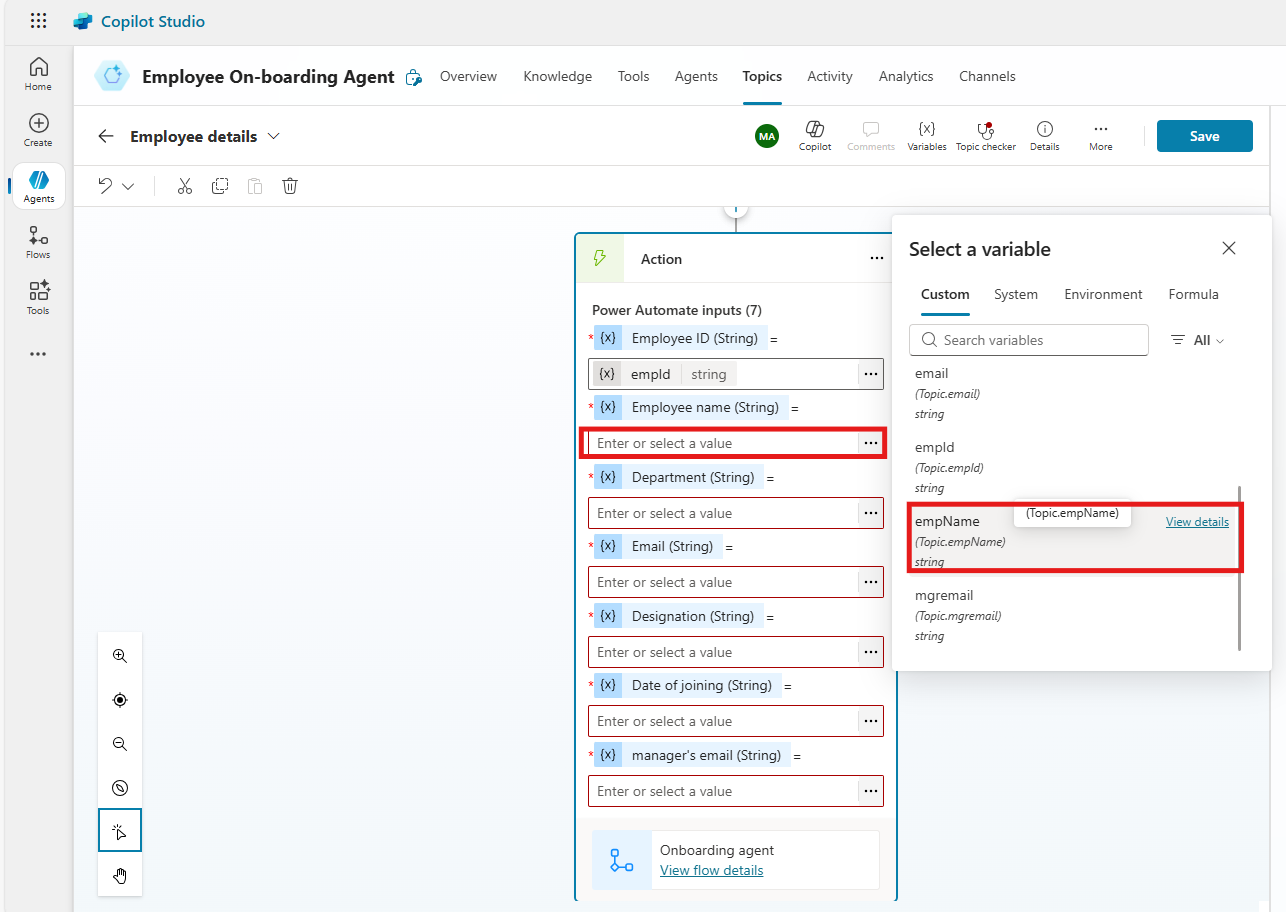 Copilot Studio
Home
Create
Agents
Flows
Tools
Employee On-boarding Agent
Overview
Knowledge
Tools
Agents
Topics
Activity
Analytics
Channels
Employee details
MA
Copilot
Comments
{x}
Variables
Topic checker
Details
More
Save
Action
Power Automate inputs (7)
* {x} Employee ID (String) =
{x} empId string
* {x} Employee name (String) =
Enter or select a value
* {x} Department (String) =
Enter or select a value
* {x} Email (String) =
Enter or select a value
* {x} Designation (String) =
Enter or select a value
* {x} Date of joining (String) =
Enter or select a value
* {x} manager's email (String) =
Enter or select a value
Onboarding agent
View flow details
Select a variable
Custom
System
Environment
Formula
Search variables
All
email
(Topic.email)
string
empId
(Topic.empId)
string
empName
(Topic.empName)
View details
(Topic.empName)
string
mgremail
(Topic.mgremail)
string